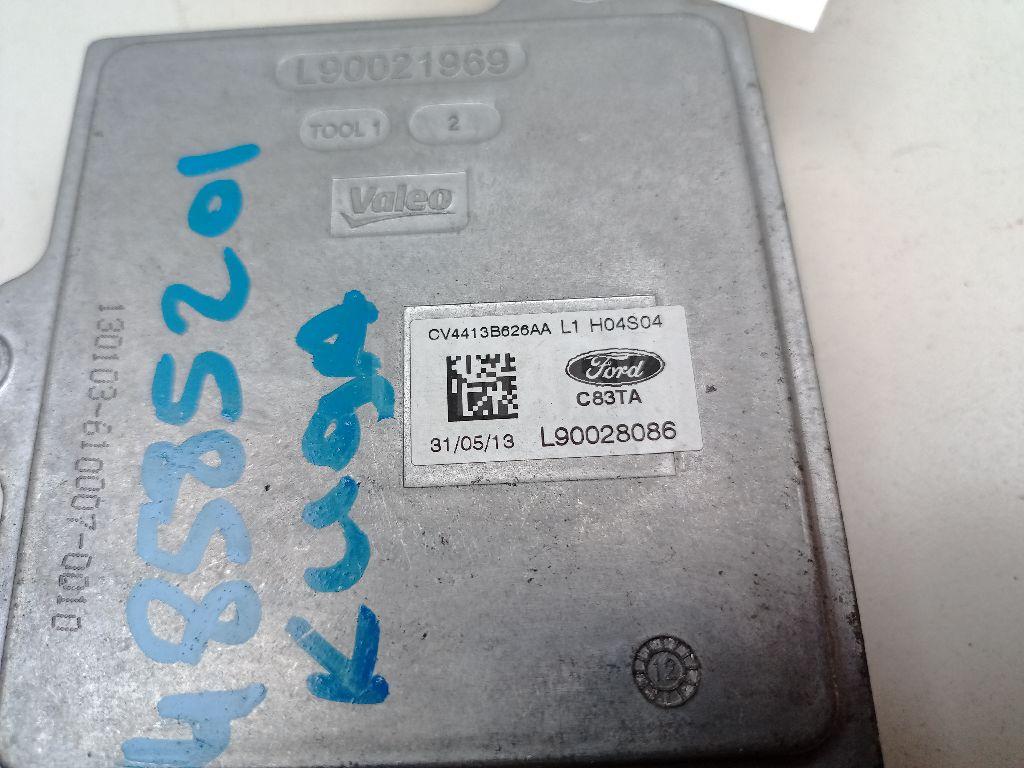 L90021969
TOOL 1 2
Valeo
CV4413B626AA L1 H04S04
Ford
C83TA
31/05/13 L90028086
130103-610007-0010
4858201
Kuga
12